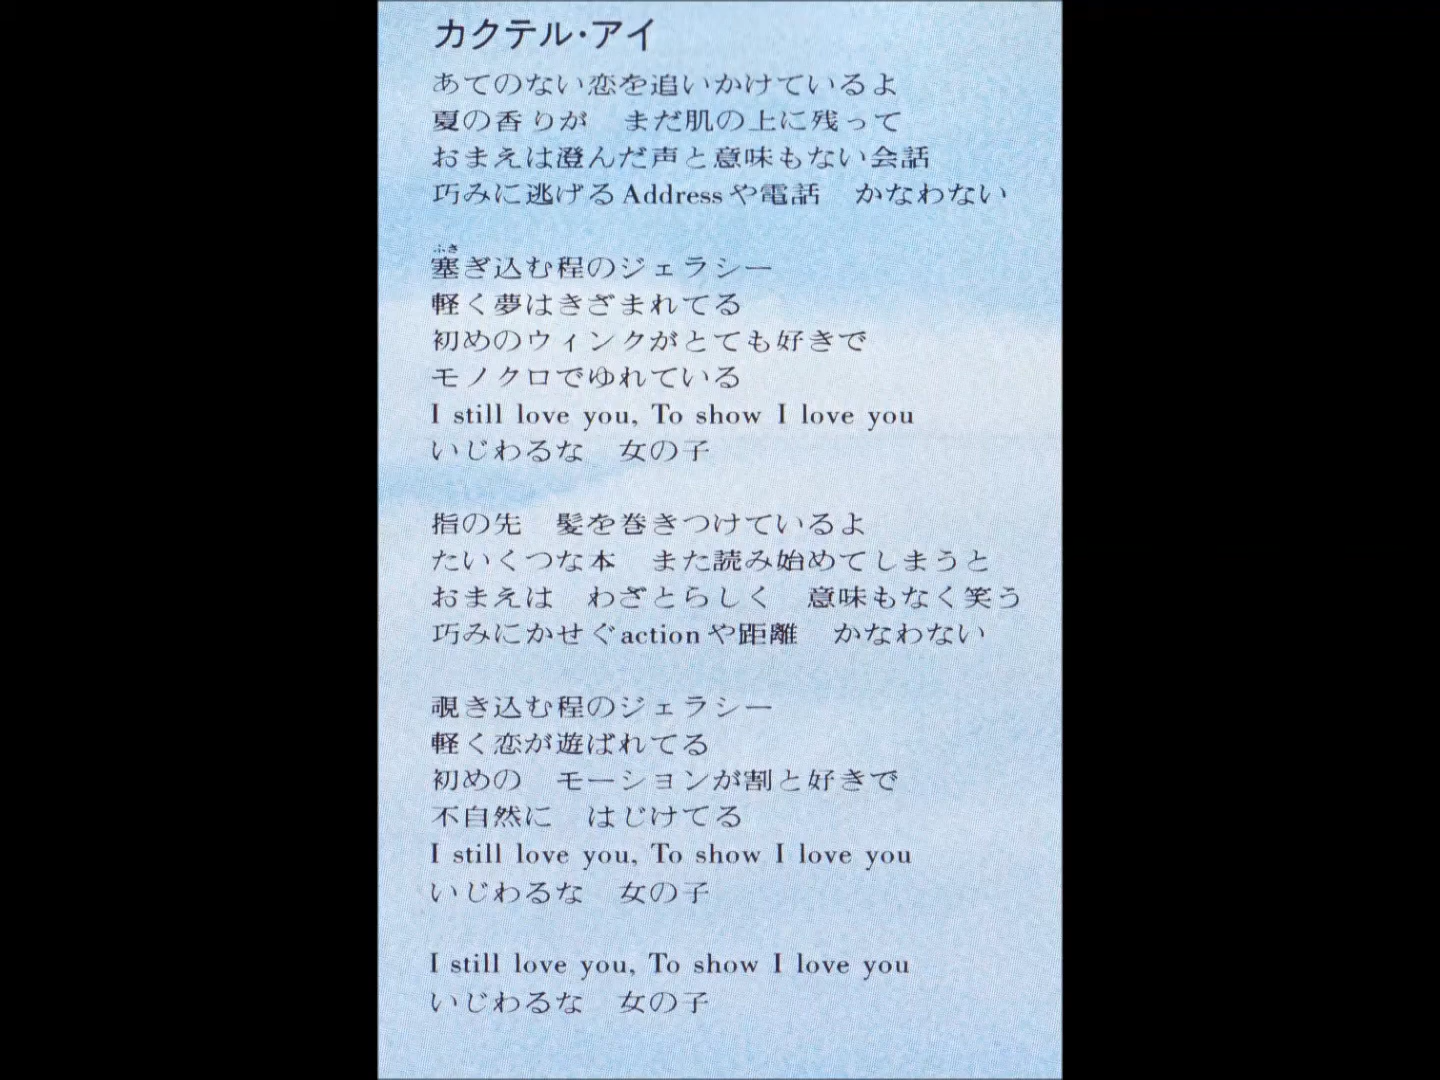 カクテル・アイ
あてのない恋を追いかけているよ
夏の香りが　まだ肌の上に残って
おまえは澄んだ声と意味もない会話
巧みに逃げるAddressや電話　かなわない
ふさ
塞ぎ込む程のジェラシー
軽く夢はきざまれてる
初めのウィンクがとても好きで
モノクロでゆれている
I still love you, To show I love you
いじわるな　女の子
指の先　髪を巻きつけているよ
たいくつな本　また読み始めてしまうと
おまえは　わざとらしく　意味もなく笑う
巧みにかせぐactionや距離　かなわない
覗き込む程のジェラシー
軽く恋が遊ばれてる
初めの　モーションが割と好きで
不自然に　はじけてる
I still love you, To show I love you
いじわるな　女の子
I still love you, To show I love you
いじわるな　女の子